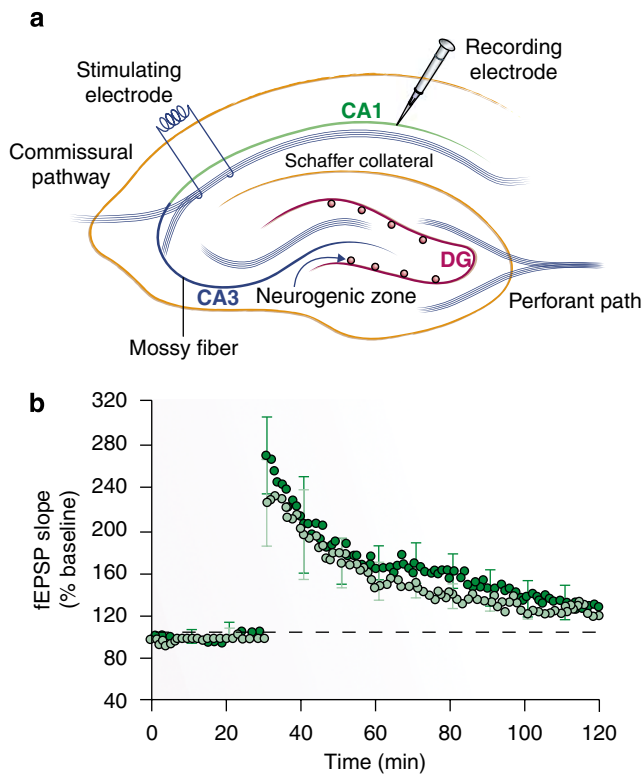 a
Recording
electrode
Stimulating
electrode
CA1
Commissural
pathway
Schaffer collateral
DG
CA3
Neurogenic zone
Perforant path
Mossy fiber
b
320
280
240
200
160
120
80
40
fEPSP slope
(% baseline)
0 20 40 60 80 100 120
Time (min)